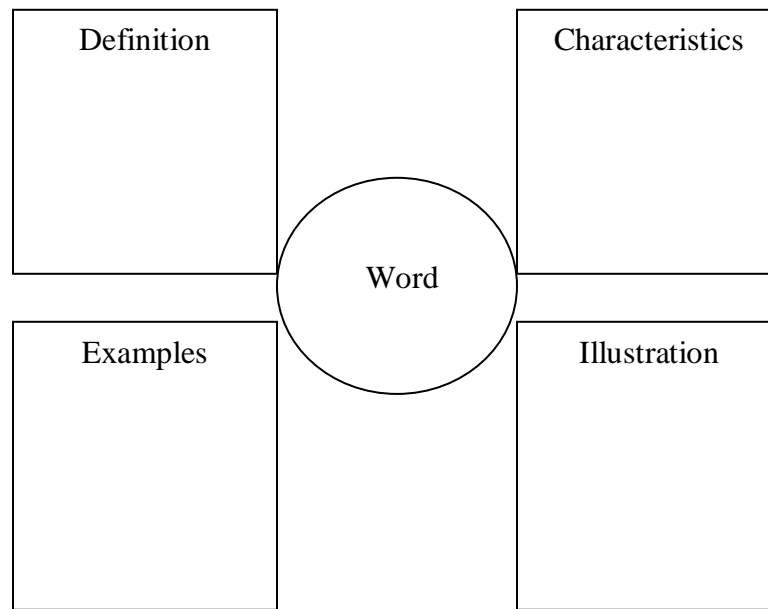 Definition
Characteristics
Word
Examples
Illustration